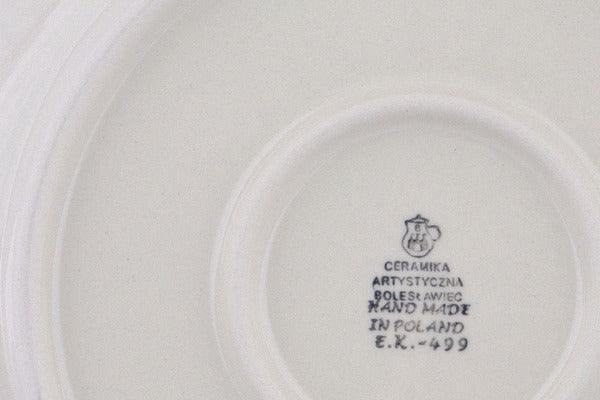 CERAMIKA
ARTYSTYCZNA
BOLESŁAWIEC
HAND MADE
IN POLAND
E.K.-499